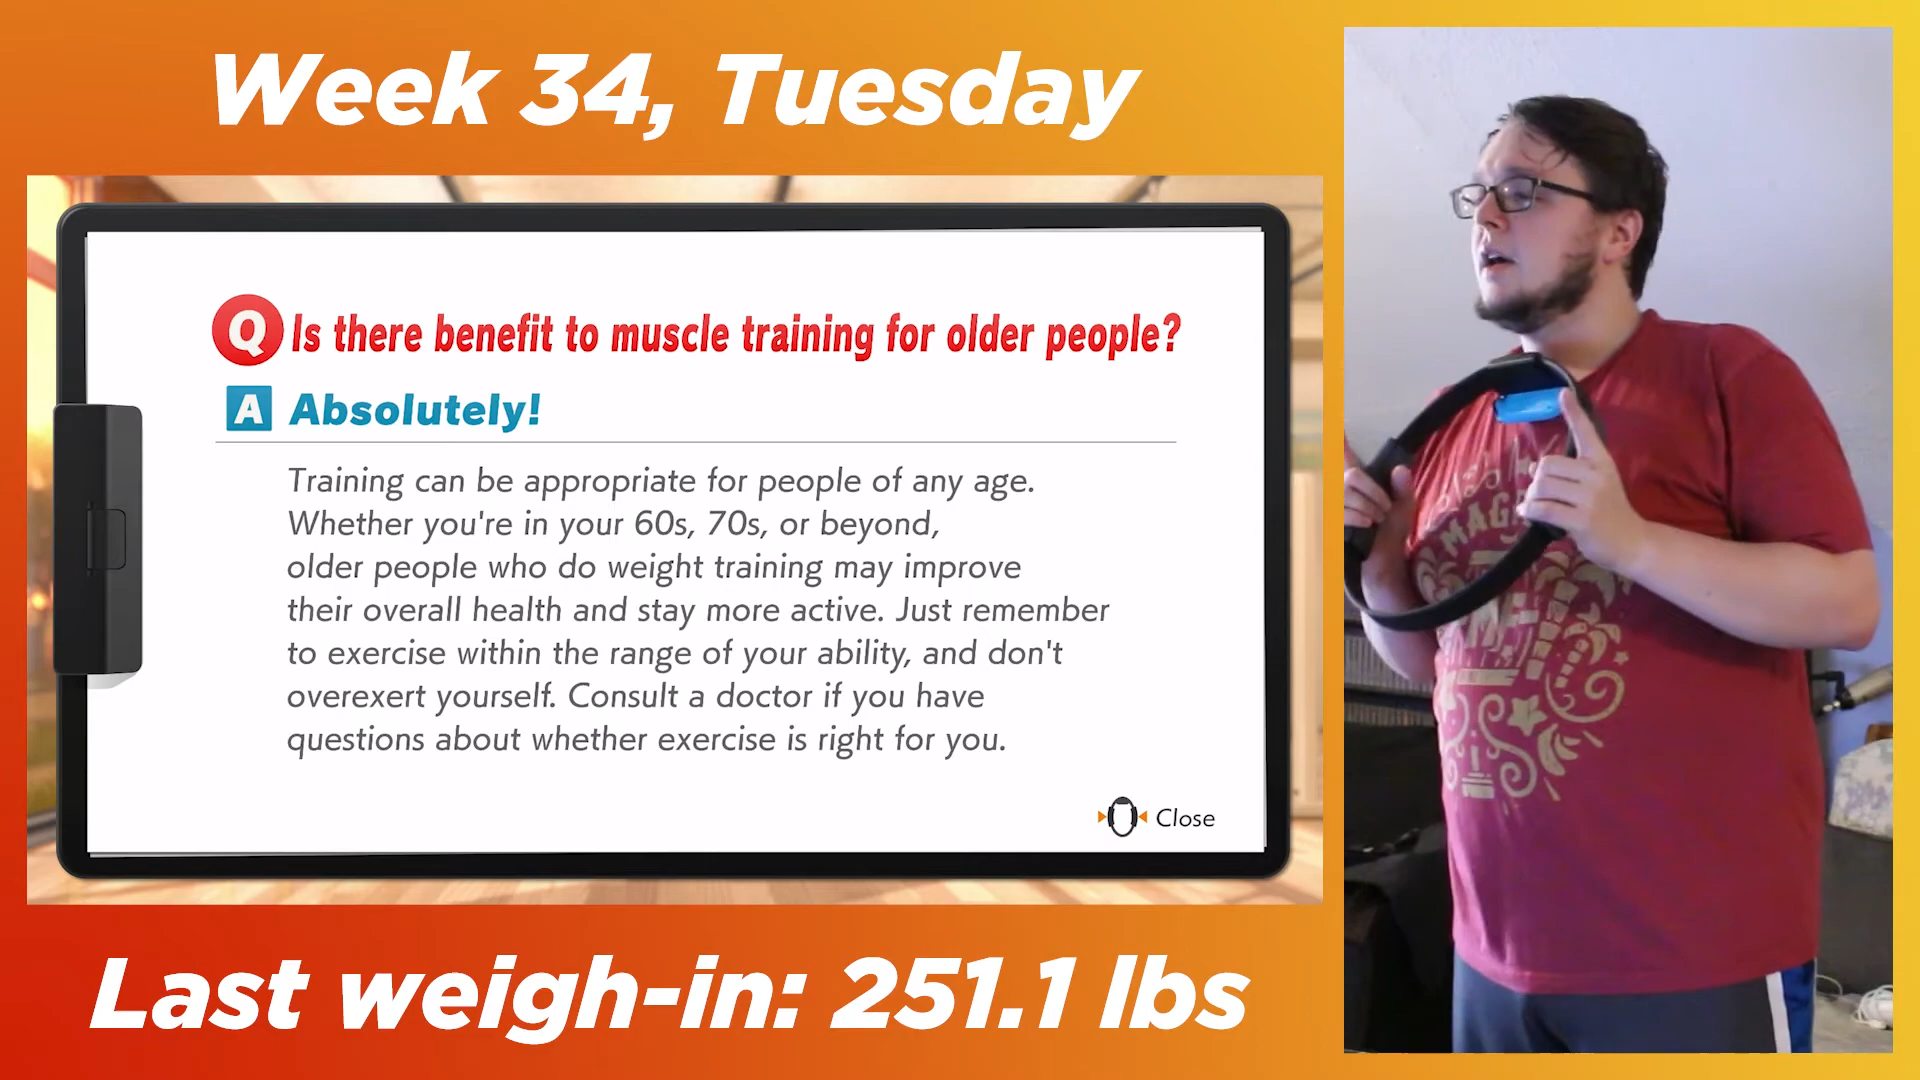 Week 34, Tuesday
Q Is there benefit to muscle training for older people?
A Absolutely!
Training can be appropriate for people of any age.
Whether you're in your 60s, 70s, or beyond,
older people who do weight training may improve
their overall health and stay more active. Just remember
to exercise within the range of your ability, and don't
overexert yourself. Consult a doctor if you have
questions about whether exercise is right for you.
Close
Last weigh-in: 251.1 lbs